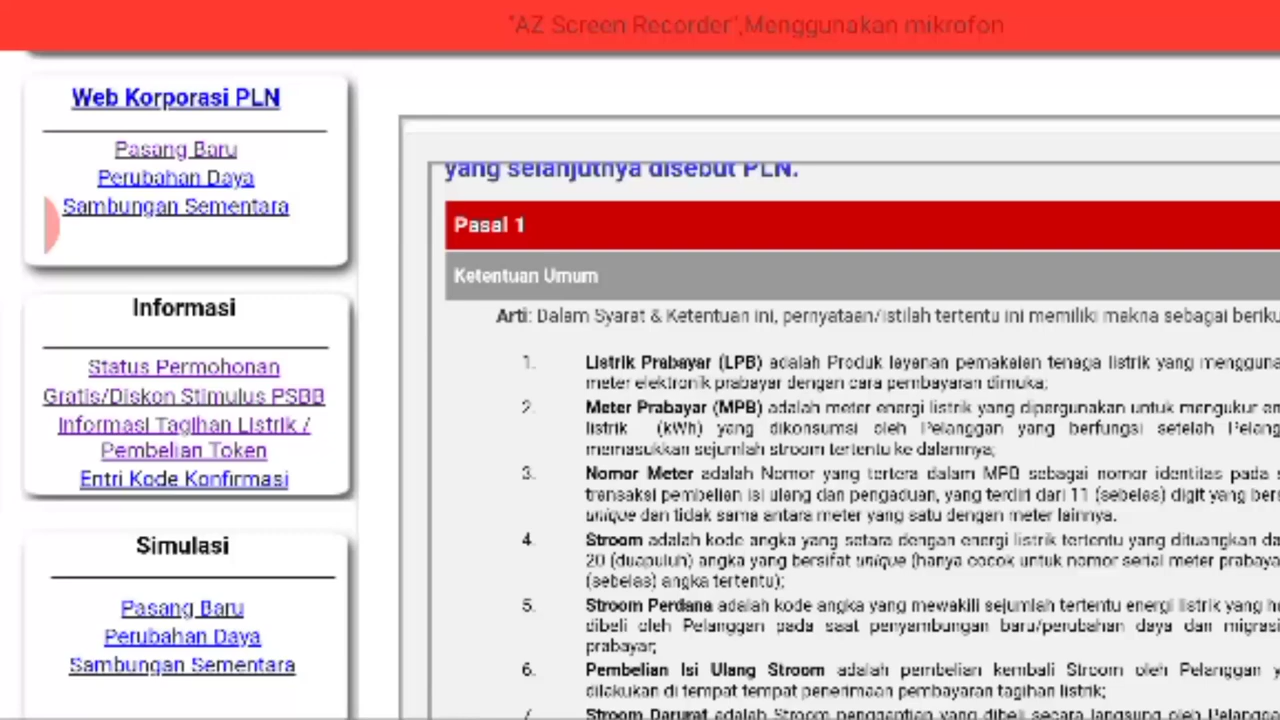 "AZ Screen Recorder",Menggunakan mikrofon
Web Korporasi PLN
Pasang Baru
Perubahan Daya
Sambungan Sementara
Informasi
Status Permohonan
Gratis/Diskon Stimulus PSBB
Informasi Tagihan Listrik /
Pembelian Token
Entri Kode Konfirmasi
Simulasi
Pasang Baru
Perubahan Daya
Sambungan Sementara
yang selanjutnya disebut PLN.
Pasal 1
Ketentuan Umum
Arti: Dalam Syarat & Ketentuan ini, pernyataan/istilah tertentu ini memiliki makna sebagai beriku
1. Listrik Prabayar (LPB) adalah Produk layanan pemakaian tenaga listrik yang mengguna
meter elektronik prabayar dengan cara pembayaran dimuka;
2. Meter Prabayar (MPB) adalah meter energi listrik yang dipergunakan untuk mengukur en
listrik (kWh) yang dikonsumsi oleh Pelanggan yang berfungsi setelah Pelang
memasukkan sejumlah stroom tertentu ke dalamnya;
3. Nomor Meter adalah Nomor yang tertera dalam MPB sebagai nomor identitas pada s
transaksi pembelian isi ulang dan pengaduan, yang terdiri dari 11 (sebelas) digit yang bers
unique dan tidak sama antara meter yang satu dengan meter lainnya.
4. Stroom adalah kode angka yang setara dengan energi listrik tertentu yang dituangkan da
20 (duapuluh) angka yang bersifat unique (hanya cocok untuk nomor serial meter prabaya
(sebelas) angka tertentu);
5. Stroom Perdana adalah kode angka yang mewakili sejumlah tertentu energi listrik yang h
dibeli oleh Pelanggan pada saat penyambungan baru/perubahan daya dan migrasi
prabayar;
6. Pembelian Isi Ulang Stroom adalah pembelian kembali Stroom oleh Pelanggan y
dilakukan di tempat tempat penerimaan pembayaran tagihan listrik;
7. Stroom Darurat adalah Stroom penggantian yang dibeli secara langsung oleh Pelangga